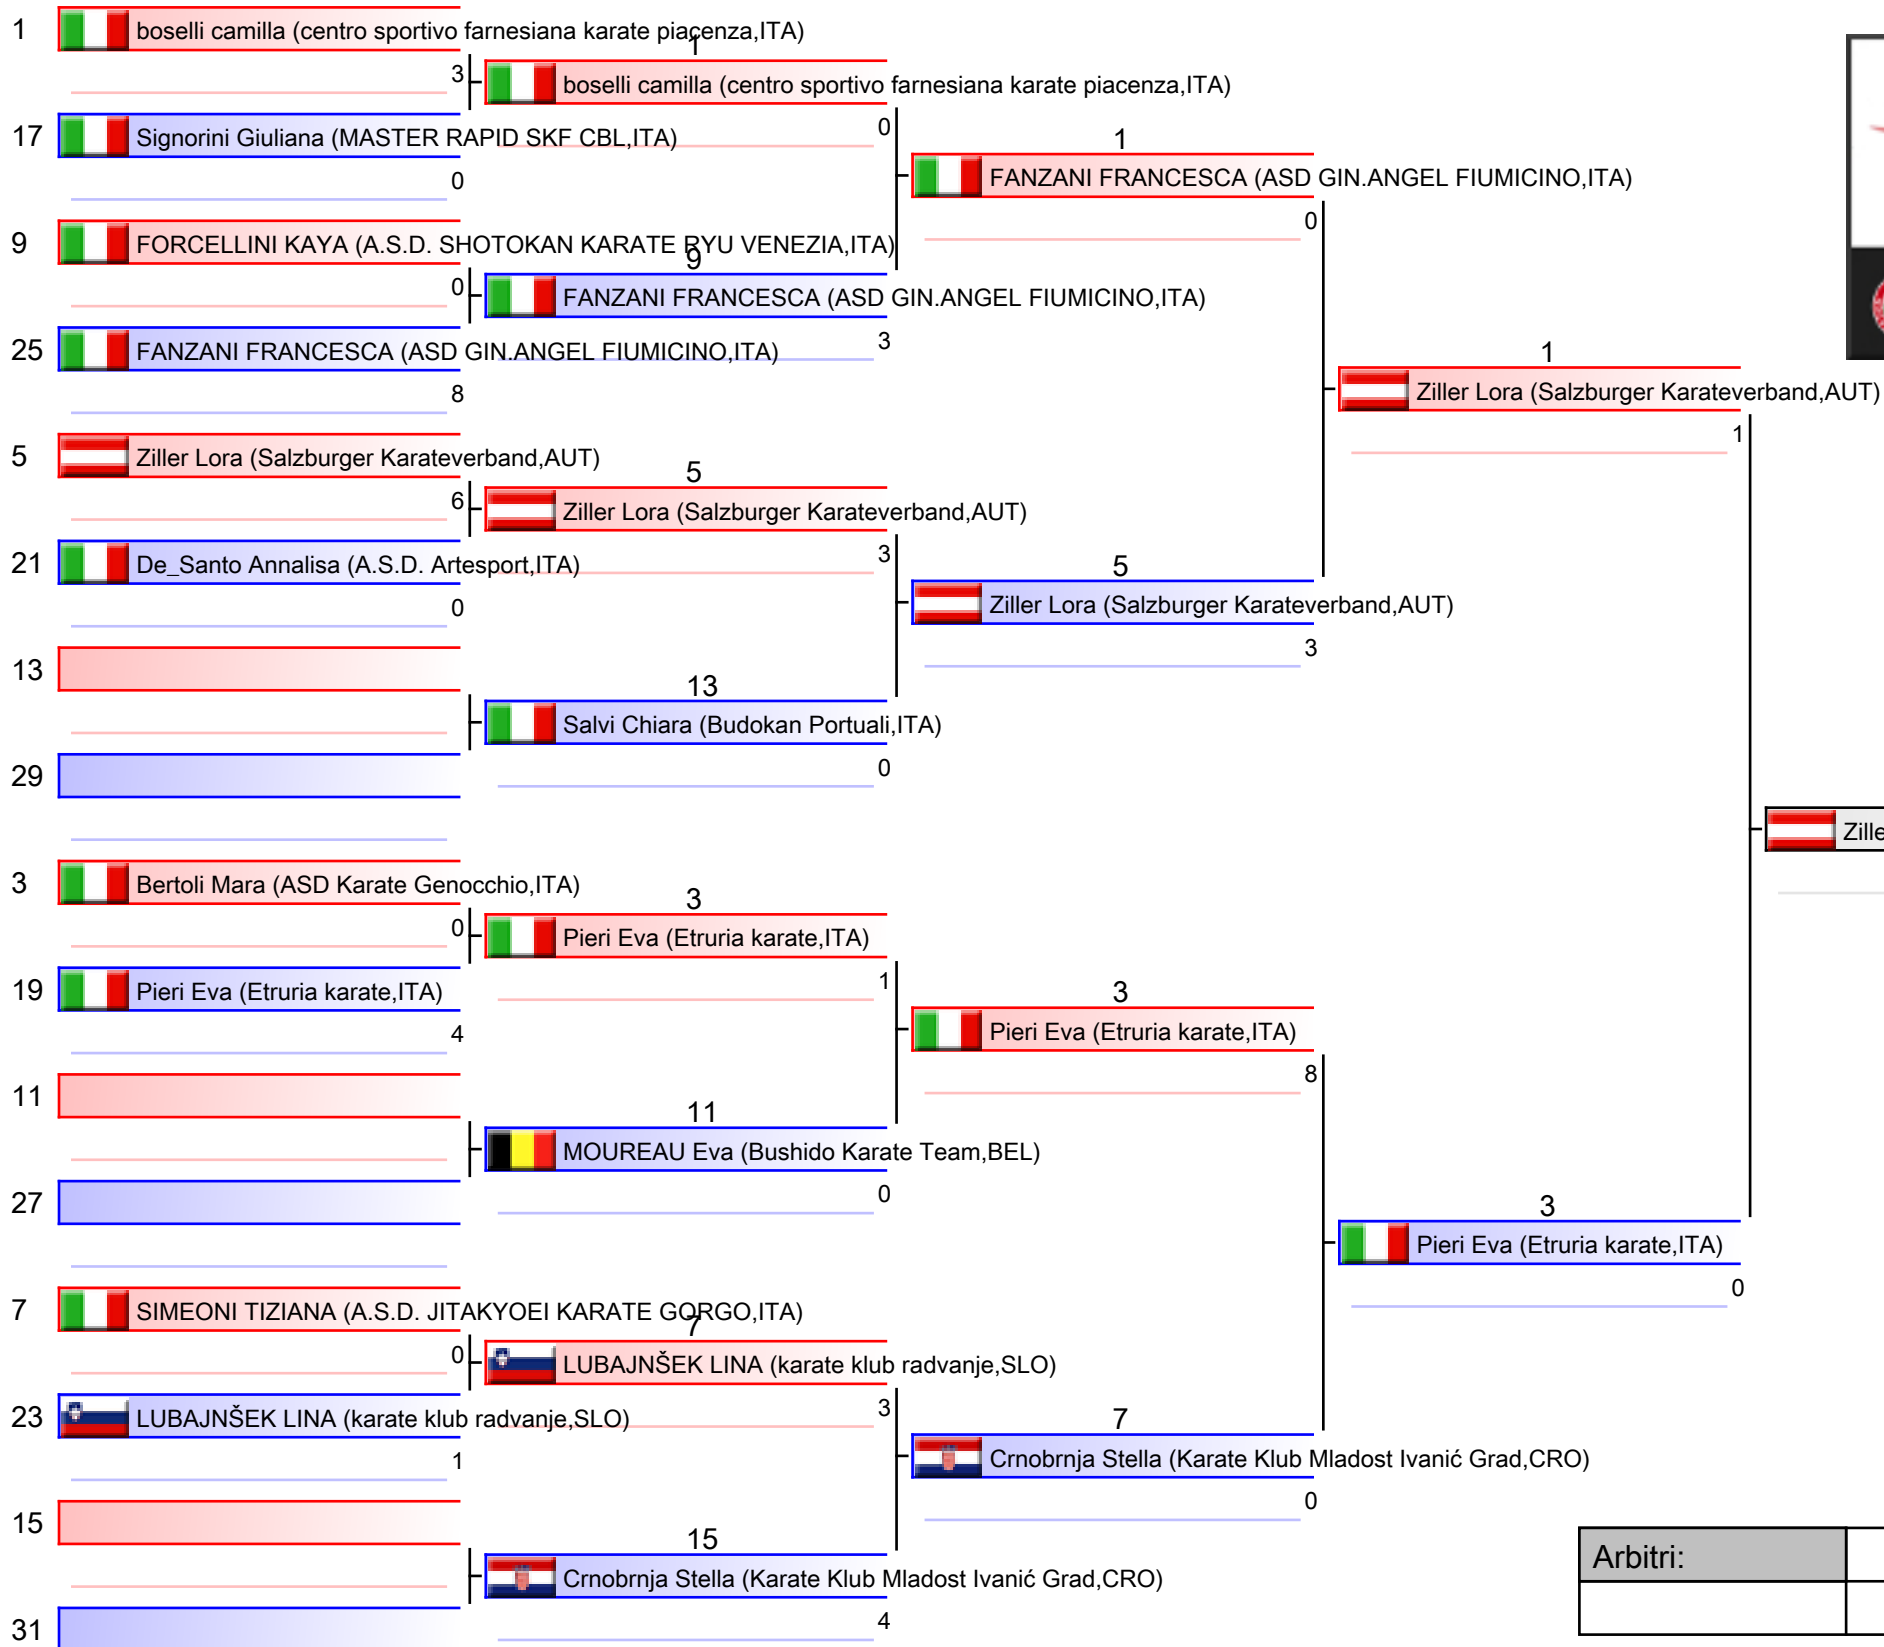 1 boselli camilla (centro sportivo farnesiana karate piacenza,ITA)
3
17 Signorini Giuliana (MASTER RAPID SKF CBL,ITA)
0
9 FORCELLINI KAYA (A.S.D. SHOTOKAN KARATE RYU VENEZIA,ITA)
0
25 FANZANI FRANCESCA (ASD GIN.ANGEL FIUMICINO,ITA)
8
5 Ziller Lora (Salzburger Karateverband,AUT)
6
21 De_Santo Annalisa (A.S.D. Artesport,ITA)
0
13
29
3 Bertoli Mara (ASD Karate Genocchio,ITA)
0
19 Pieri Eva (Etruria karate,ITA)
4
11
27
7 SIMEONI TIZIANA (A.S.D. JITAKYOEI KARATE GORGO,ITA)
0
23 LUBAJNŠEK LINA (karate klub radvanje,SLO)
1
15
31
1
boselli camilla (centro sportivo farnesiana karate piacenza,ITA)
0
9
FANZANI FRANCESCA (ASD GIN.ANGEL FIUMICINO,ITA)
3
5
Ziller Lora (Salzburger Karateverband,AUT)
3
13
Salvi Chiara (Budokan Portuali,ITA)
0
3
Pieri Eva (Etruria karate,ITA)
1
11
MOUREAU Eva (Bushido Karate Team,BEL)
0
7
LUBAJNŠEK LINA (karate klub radvanje,SLO)
3
15
Crnobrnja Stella (Karate Klub Mladost Ivanić Grad,CRO)
4
1
FANZANI FRANCESCA (ASD GIN.ANGEL FIUMICINO,ITA)
0
5
Ziller Lora (Salzburger Karateverband,AUT)
3
3
Pieri Eva (Etruria karate,ITA)
8
7
Crnobrnja Stella (Karate Klub Mladost Ivanić Grad,CRO)
0
1
Ziller Lora (Salzburger Karateverband,AUT)
1
3
Pieri Eva (Etruria karate,ITA)
0
Zille
Arbitri: